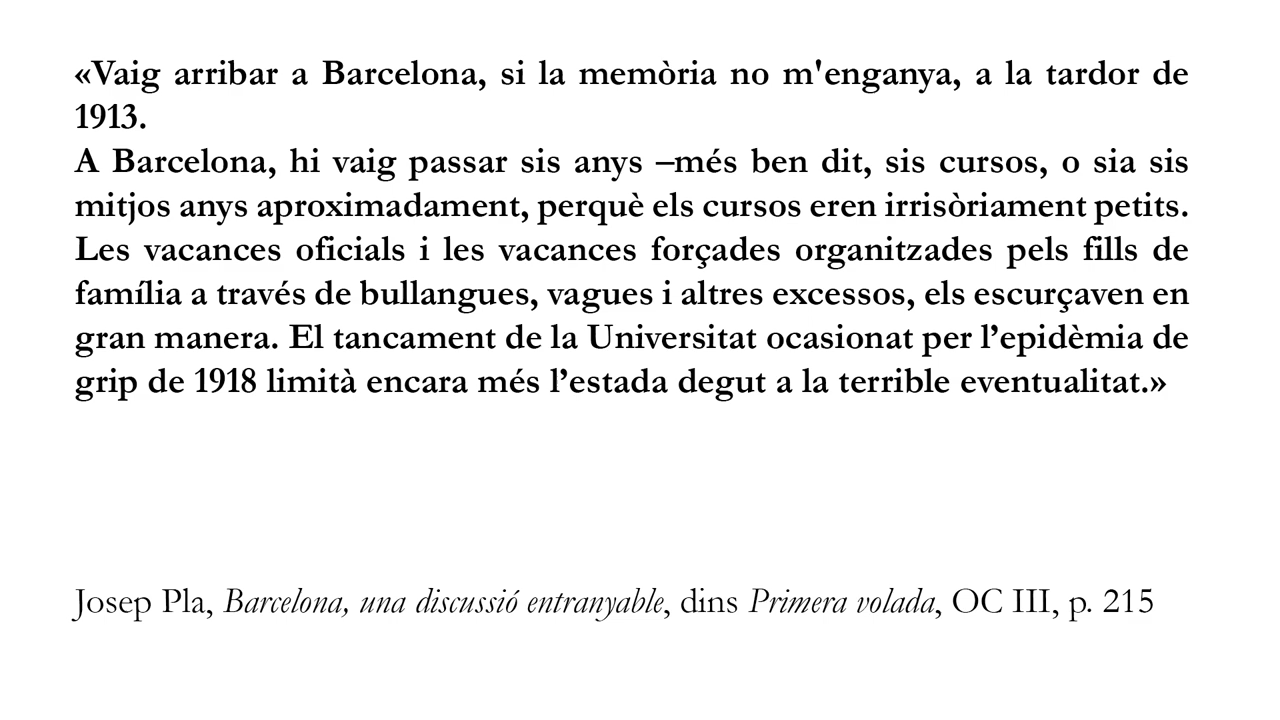 «Vaig arribar a Barcelona, si la memòria no m'enganya, a la tardor de
1913.
A Barcelona, hi vaig passar sis anys –més ben dit, sis cursos, o sia sis
mitjos anys aproximadament, perquè els cursos eren irrisòriament petits.
Les vacances oficials i les vacances forçades organitzades pels fills de
família a través de bullangues, vagues i altres excessos, els escurçaven en
gran manera. El tancament de la Universitat ocasionat per l’epidèmia de
grip de 1918 limità encara més l’estada degut a la terrible eventualitat.»
Josep Pla, Barcelona, una discussió entranyable, dins Primera volada, OC III, p. 215